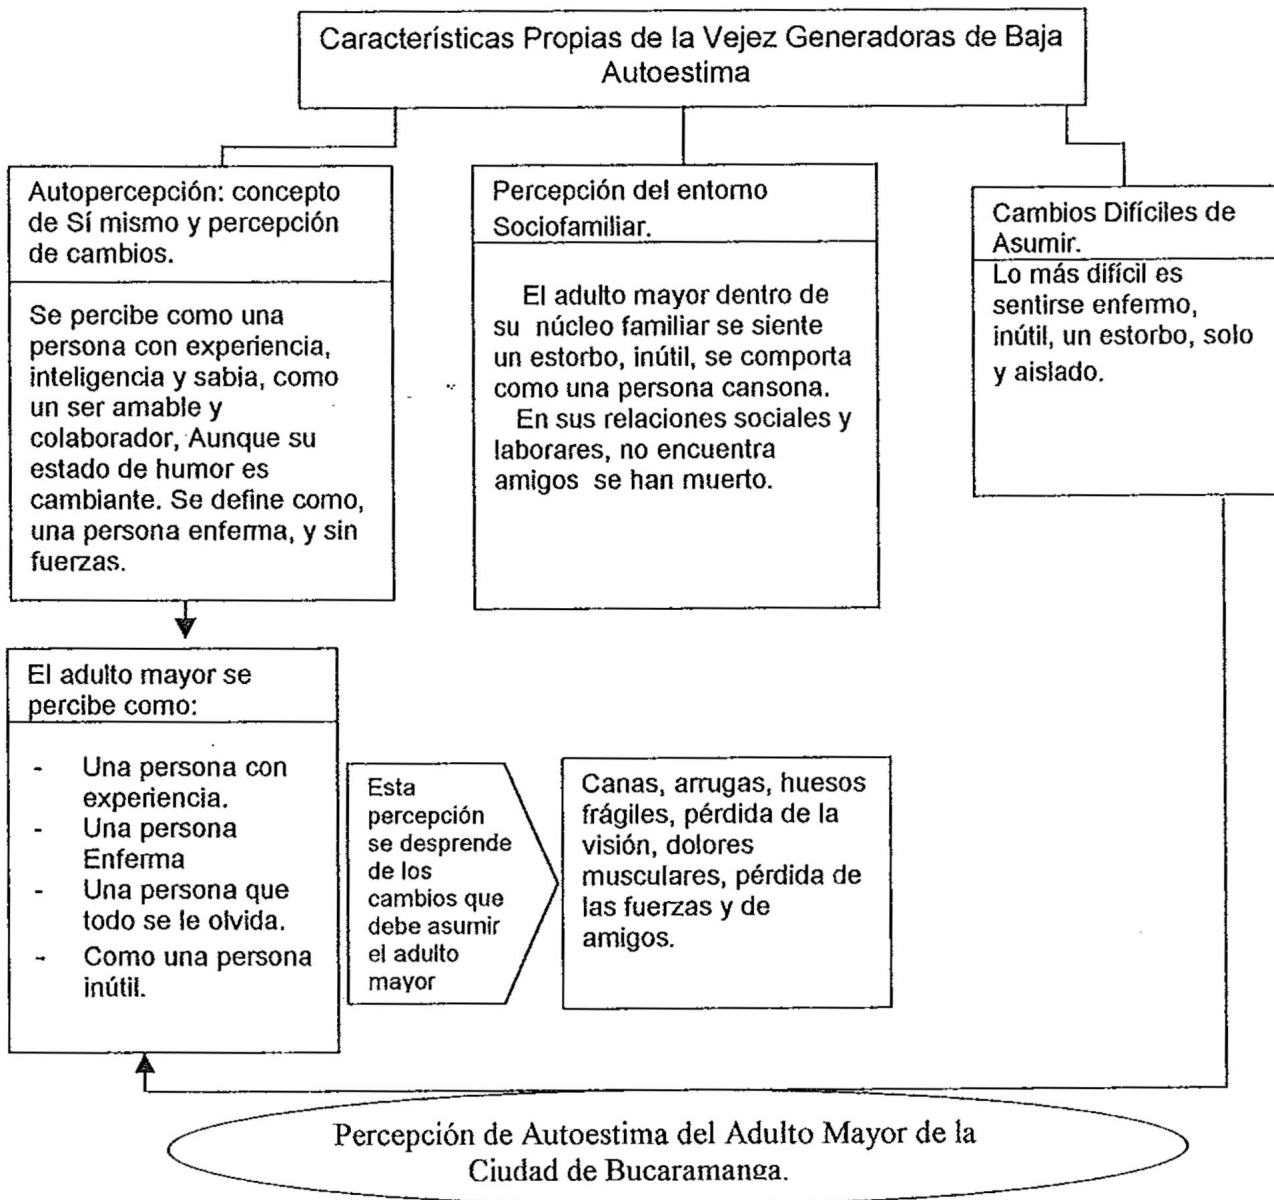 Características Propias de la Vejez Generadoras de Baja
Autoestima
Autopercepción: concepto
de Sí mismo y percepción
de cambios.
Se percibe como una
persona con experiencia,
inteligencia y sabia, como
un ser amable y
colaborador, Aunque su
estado de humor es
cambiante. Se define como,
una persona enferma, y sin
fuerzas.
Percepción del entorno
Sociofamiliar.
El adulto mayor dentro de
su núcleo familiar se siente
un estorbo, inútil, se comporta
como una persona cansona.
En sus relaciones sociales y
laborares, no encuentra
amigos se han muerto.
Cambios Difíciles de
Asumir.
Lo más difícil es
sentirse enfermo,
inútil, un estorbo, solo
y aislado.
El adulto mayor se
percibe como:
- Una persona con
experiencia.
- Una persona
Enferma
- Una persona que
todo se le olvida.
- Como una persona
inútil.
Esta
percepción
se desprende
de los
cambios que
debe asumir
el adulto
mayor
Canas, arrugas, huesos
frágiles, pérdida de la
visión, dolores
musculares, pérdida de
las fuerzas y de
amigos.
Percepción de Autoestima del Adulto Mayor de la
Ciudad de Bucaramanga.